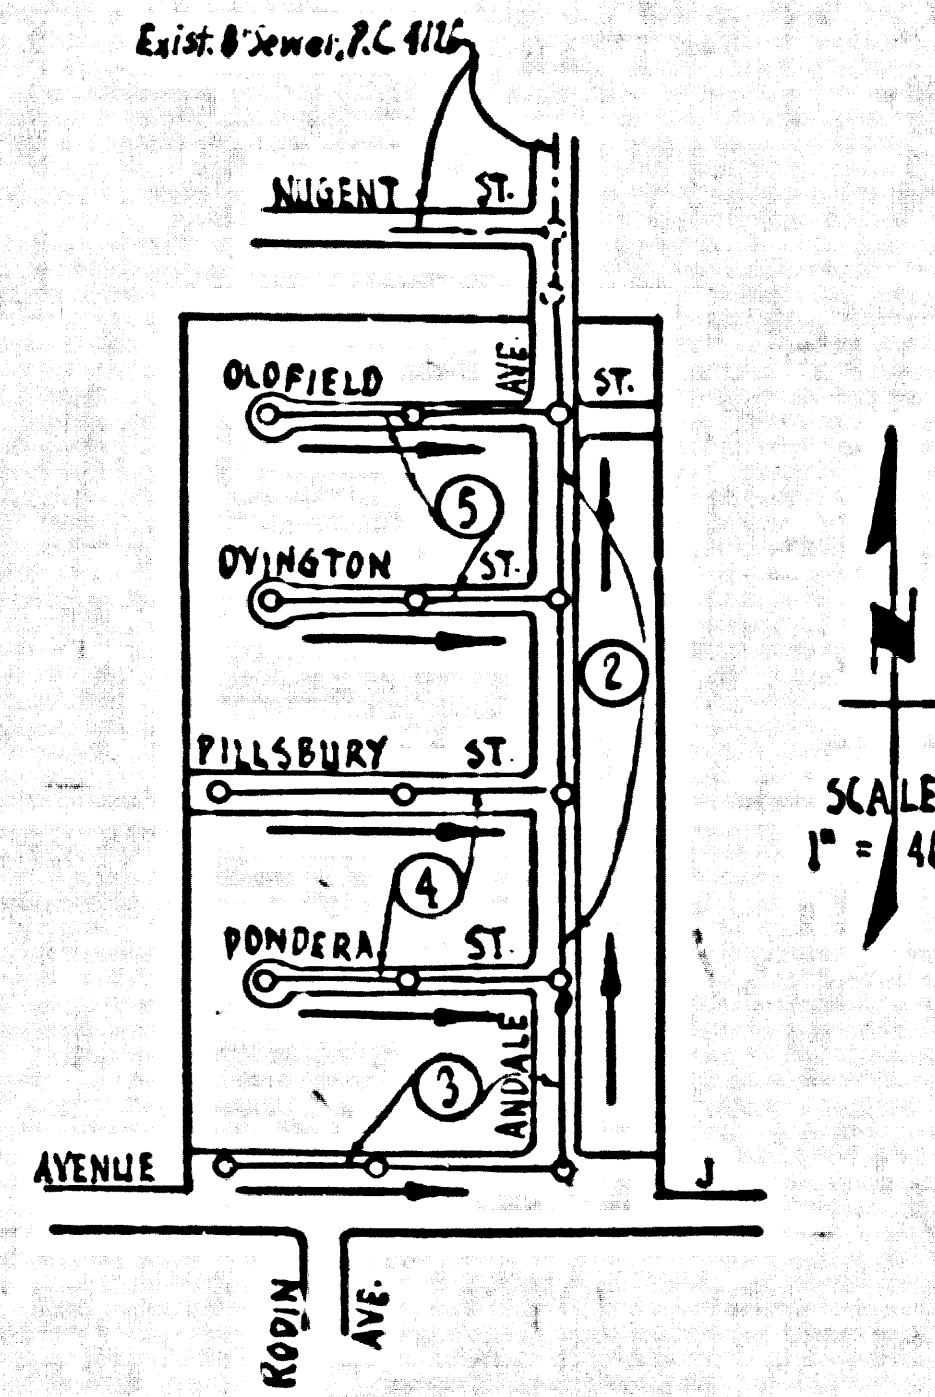 Exist. 8" Sewer, P.C. 4126
NUGENT ST.
OLDFIELD AVE. ST.
5
OVINGTON ST.
2
PILLSBURY ST.
SCALE
1" =
4
PONDERA ST.
ANDALE
3
AVENUE J
RODIN AVE.
N